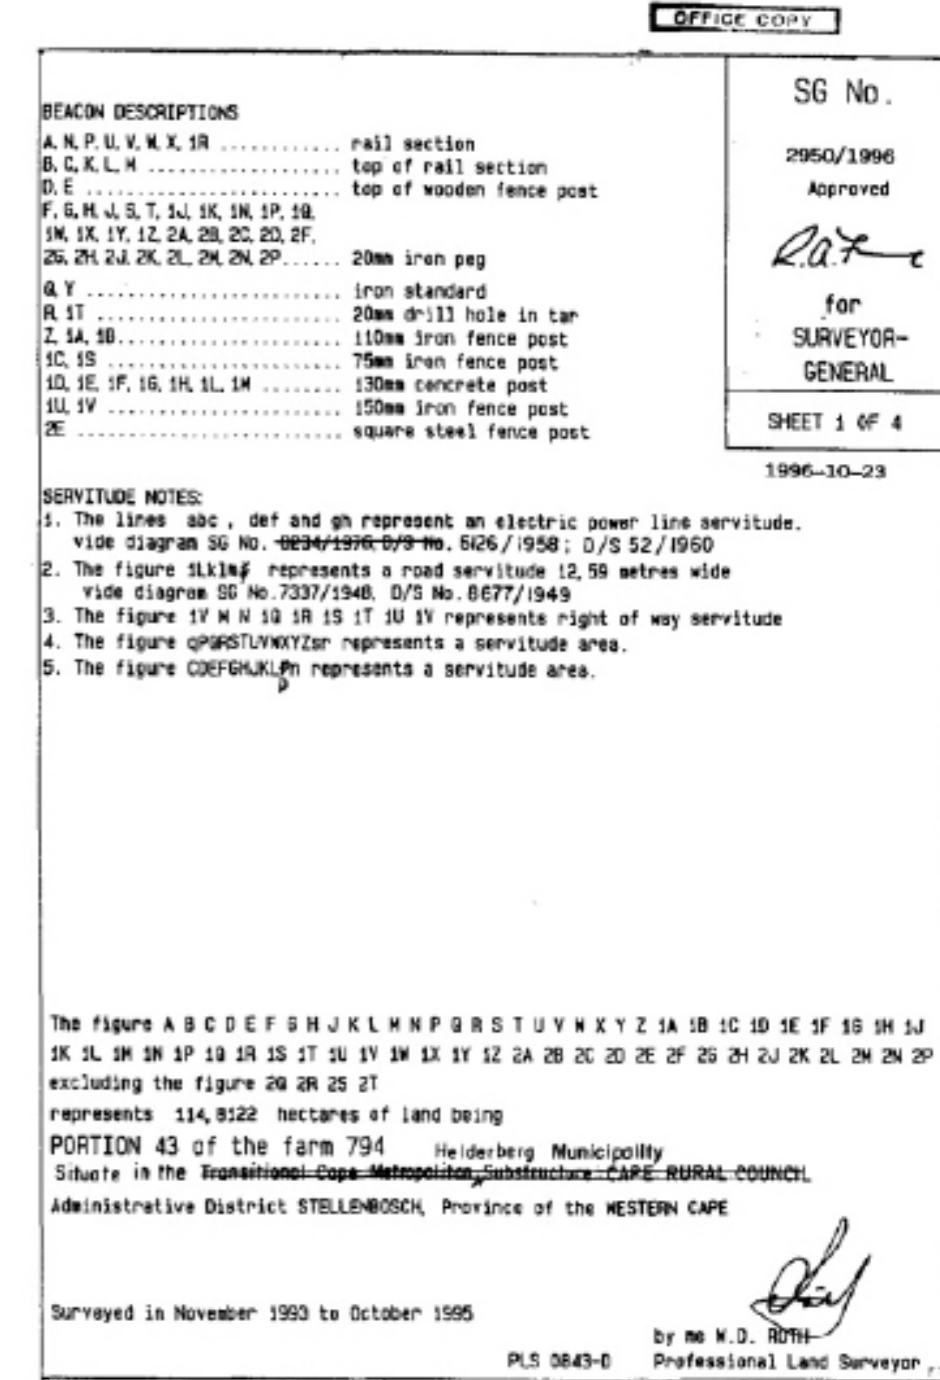 OFFICE COPY
SG No.
2950/1996
Approved
for
SURVEYOR-
GENERAL
SHEET 1 OF 4
1996-10-23
BEACON DESCRIPTIONS
A, N, P, U, V, W, X, 1R ............ rail section
B, C, K, L, M .................... top of rail section
D, E .......................... top of wooden fence post
F, G, H, J, S, T, 1J, 1K, 1N, 1P, 1Q,
1W, 1X, 1Y, 1Z, 2A, 2B, 2C, 2D, 2F,
2G, 2H, 2J, 2K, 2L, 2M, 2N, 2P...... 20mm iron peg
Q, Y .......................... iron standard
R, 1T .......................... 20mm drill hole in tar
Z, 1A, 1B....................... 110mm iron fence post
1C, 1S ......................... 75mm iron fence post
1D, 1E, 1F, 1G, 1H, 1L, 1M ........ 130mm concrete post
1U, 1V ........................ 150mm iron fence post
2E ........................... square steel fence post
SERVITUDE NOTES:
1. The lines abc, def and gh represent an electric power line servitude.
vide diagram SG No. 8234/1976, D/S No. 6126/1958; D/S 52/1960
2. The figure represents a road servitude 12,59 metres wide
vide diagram SG No.7337/1948, D/S No.8677/1949
3. The figure 1V M N 1Q 1R 1S 1T 1U 1V represents right of way servitude
4. The figure qPQRSTUVWXYZsr represents a servitude area.
5. The figure represents a servitude area.
The figure A B C D E F G H J K L M N P Q R S T U V W X Y Z 1A 1B 1C 1D 1E 1F 1G 1H 1J
1K 1L 1M 1N 1P 1Q 1R 1S 1T 1U 1V 1W 1X 1Y 1Z 2A 2B 2C 2D 2E 2F 2G 2H 2J 2K 2L 2M 2N 2P
excluding the figure 2Q 2R 2S 2T
represents 114,8122 hectares of land being
PORTION 43 of the farm 794 Helderberg Municipality
Situate in the Transitional Cape Metropolitan Substructure: CAPE RURAL COUNCIL
Administrative District STELLENBOSCH, Province of the WESTERN CAPE
Surveyed in November 1993 to October 1995
by me W.D. ROTH
PLS 0843-D Professional Land Surveyor